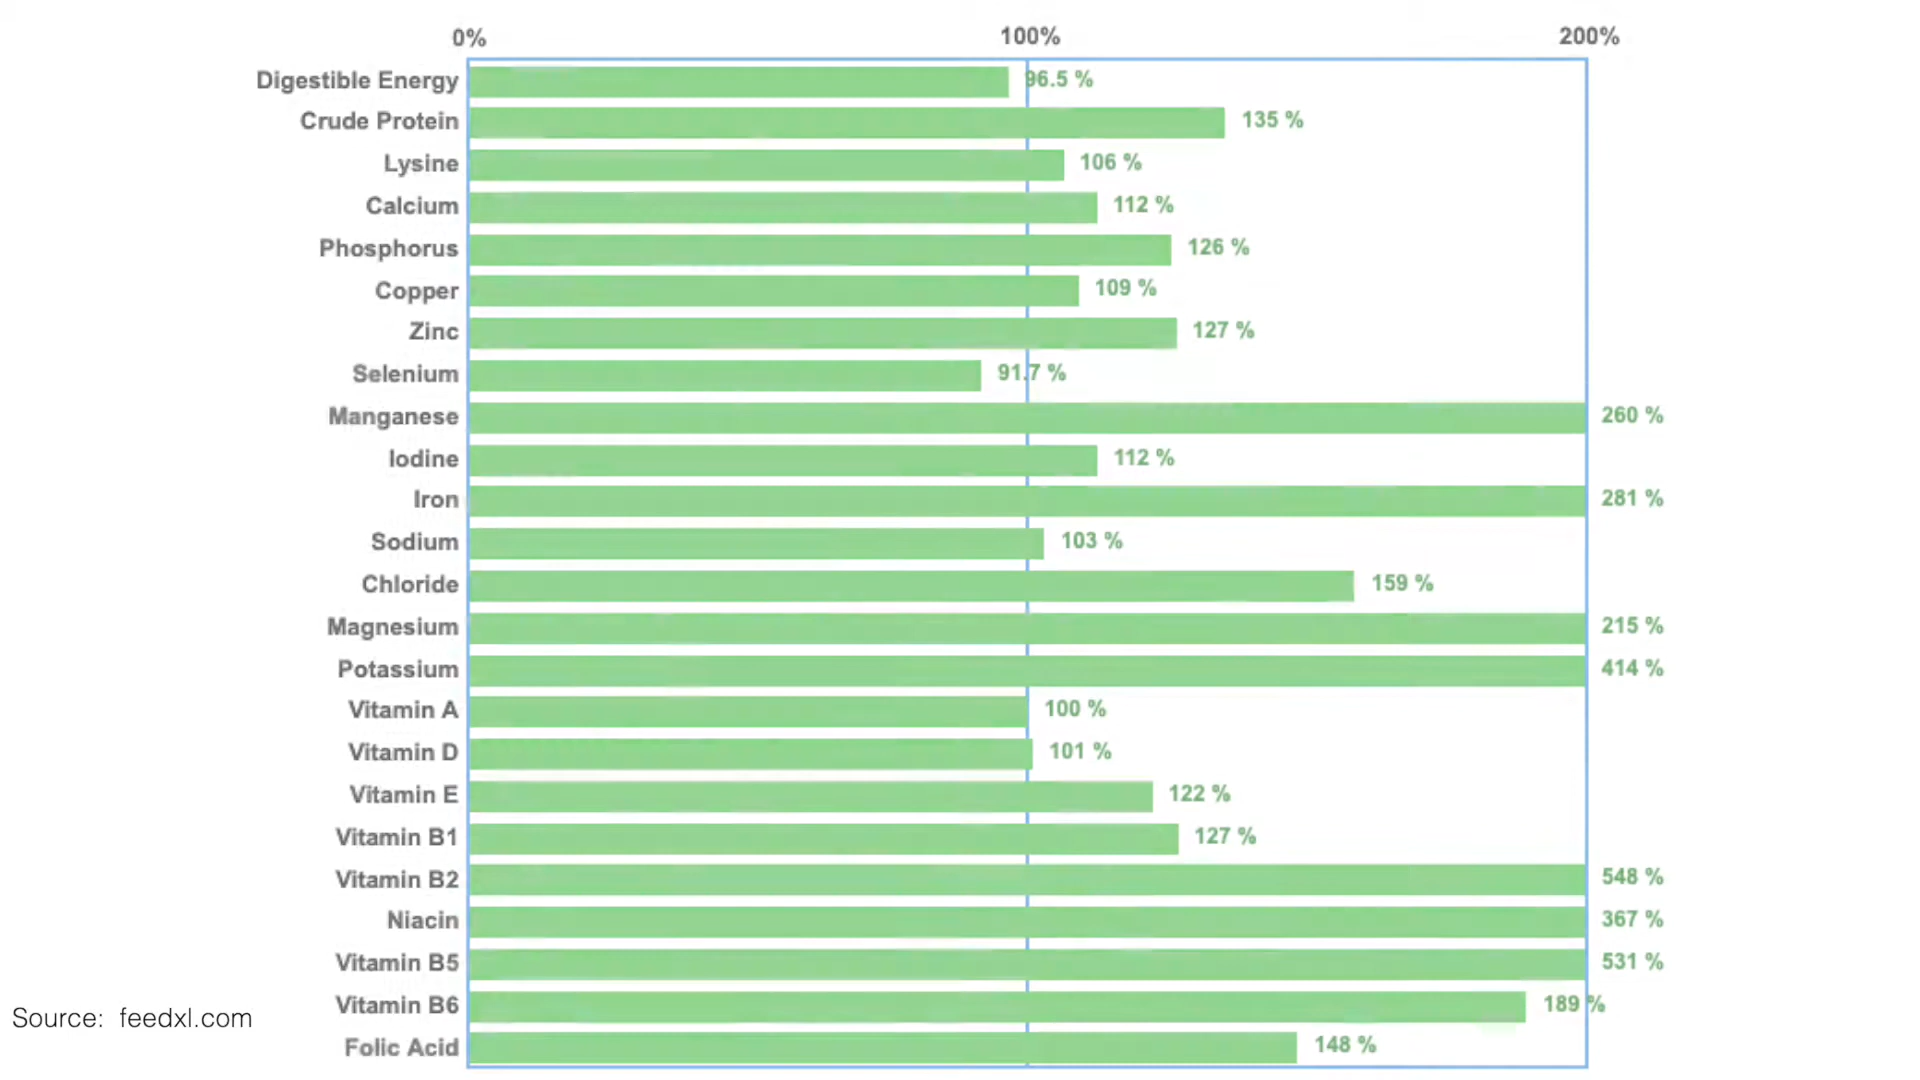 0% 100% 200%
Digestible Energy 96.5 %
Crude Protein 135 %
Lysine 106 %
Calcium 112 %
Phosphorus 126 %
Copper 109 %
Zinc 127 %
Selenium 91.7 %
Manganese 260 %
Iodine 112 %
Iron 281 %
Sodium 103 %
Chloride 159 %
Magnesium 215 %
Potassium 414 %
Vitamin A 100 %
Vitamin D 101 %
Vitamin E 122 %
Vitamin B1 127 %
Vitamin B2 548 %
Niacin 367 %
Vitamin B5 531 %
Vitamin B6 189 %
Folic Acid 148 %
Source: feedxl.com